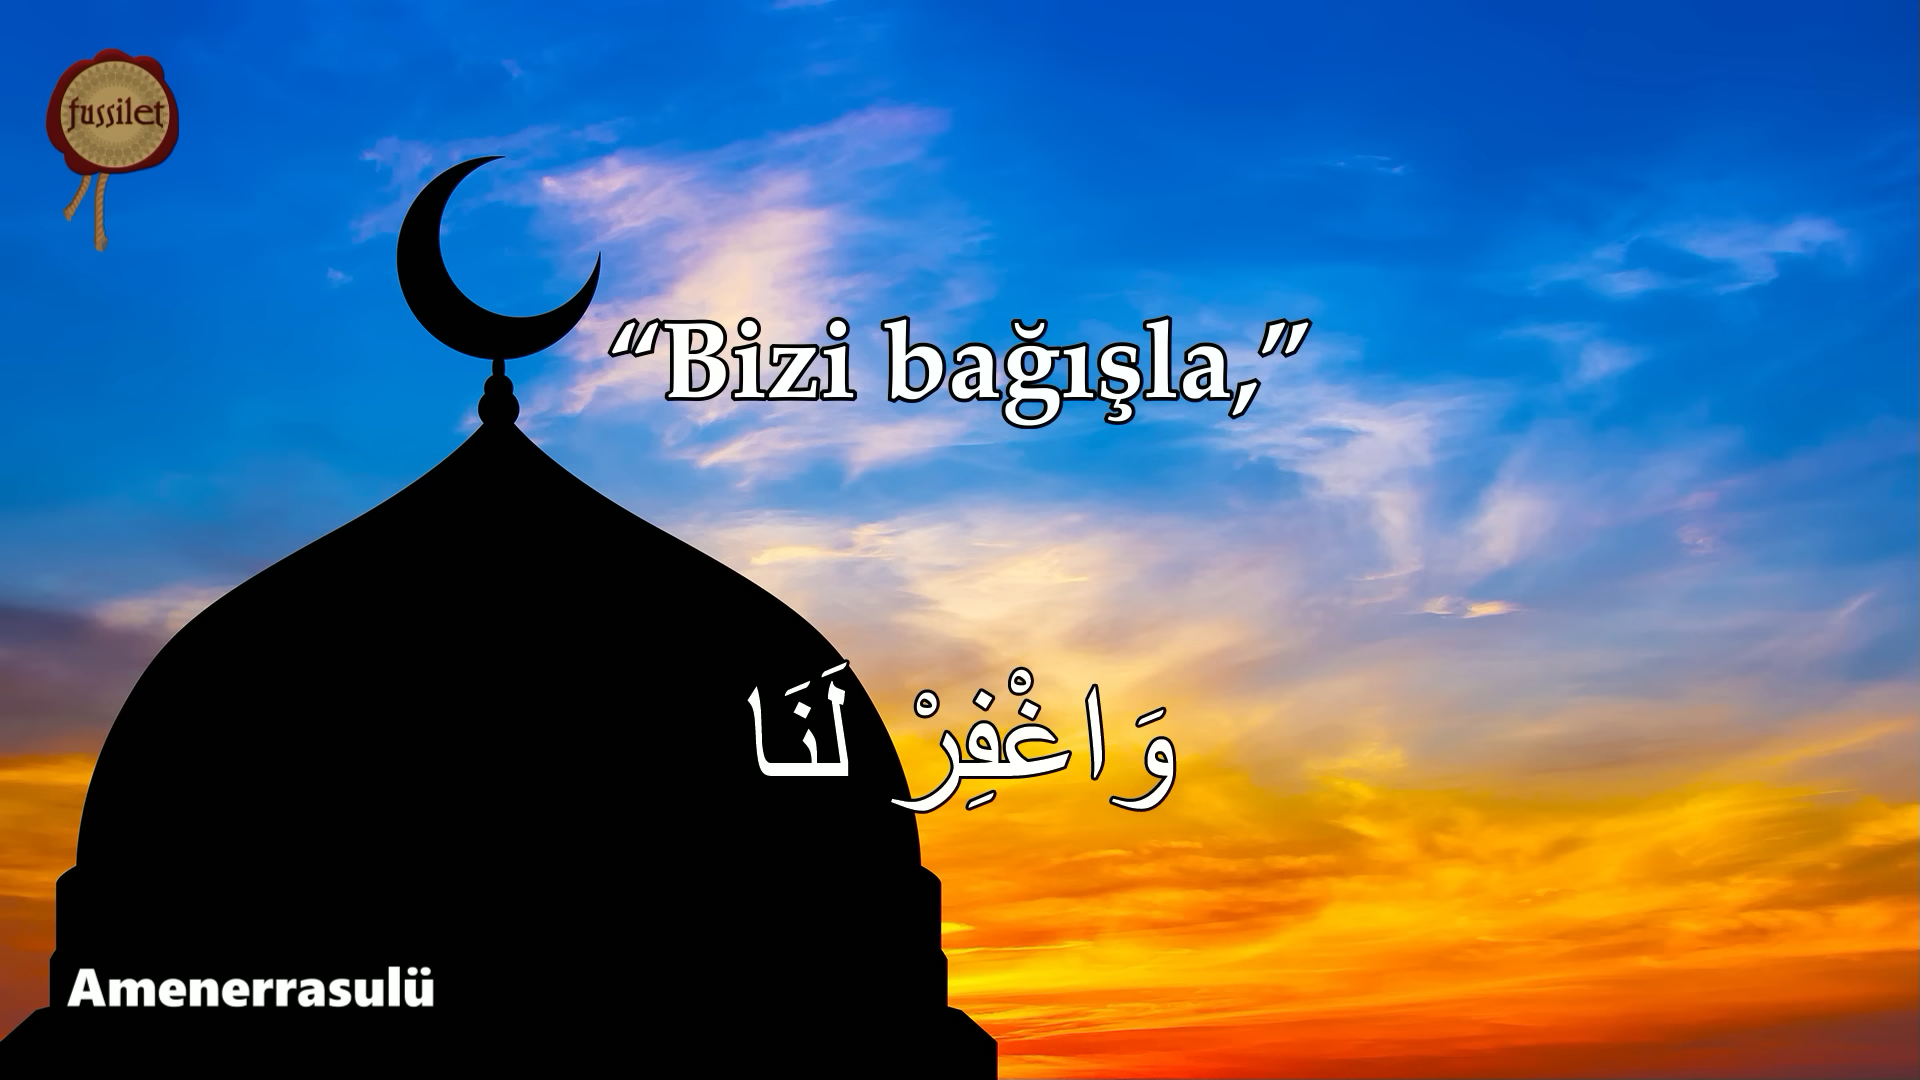 fussilet
“Bizi bağışla,”
وَاغْفِرْ لَنَا
Amenerrasulü